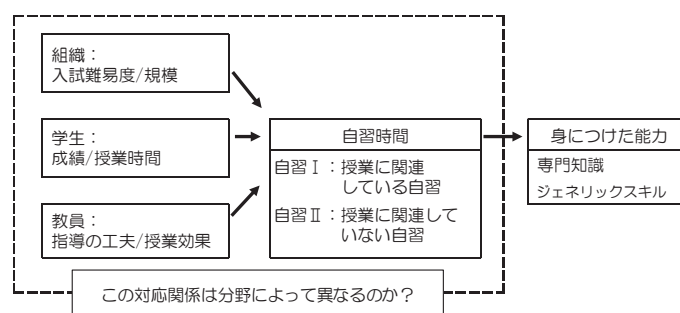 組織：
入試難易度/規模
学生：
成績/授業時間
教員：
指導の工夫/授業効果
自習時間
自習Ⅰ：授業に関連
している自習
自習Ⅱ：授業に関連して
いない自習
身につけた能力
専門知識
ジェネリックスキル
この対応関係は分野によって異なるのか？